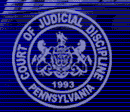 COURT OF JUDICIAL DISCIPLINE
1993
PENNSYLVANIA